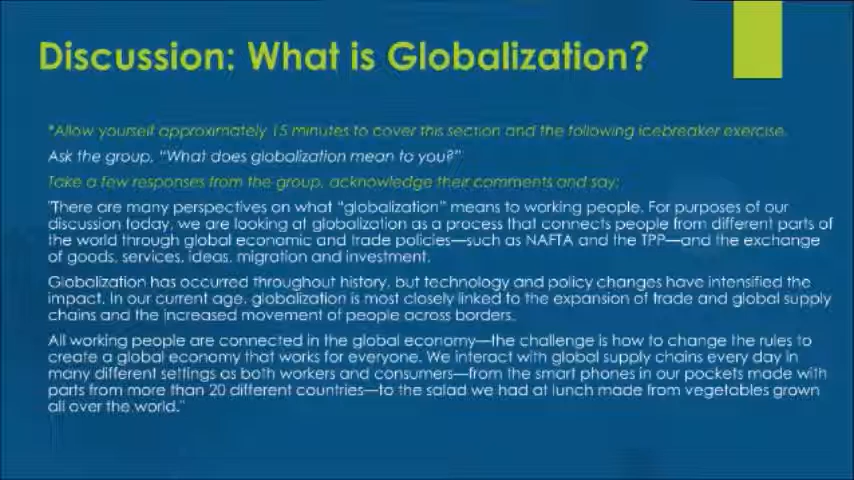 Discussion: What is Globalization?
*Allow yourself approximately 15 minutes to cover this section and the following icebreaker exercise.
Ask the group, “What does globalization mean to you?”
Take a few responses from the group, acknowledge their comments and say:
"There are many perspectives on what “globalization” means to working people. For purposes of our
discussion today, we are looking at globalization as a process that connects people from different parts of
the world through global economic and trade policies—such as NAFTA and the TPP—and the exchange
of goods, services, ideas, migration and investment.
Globalization has occurred throughout history, but technology and policy changes have intensified the
impact. In our current age, globalization is most closely linked to the expansion of trade and global supply
chains and the increased movement of people across borders.
All working people are connected in the global economy—the challenge is how to change the rules to
create a global economy that works for everyone. We interact with global supply chains every day in
many different settings as both workers and consumers—from the smart phones in our pockets made with
parts from more than 20 different countries—to the salad we had at lunch made from vegetables grown
all over the world."